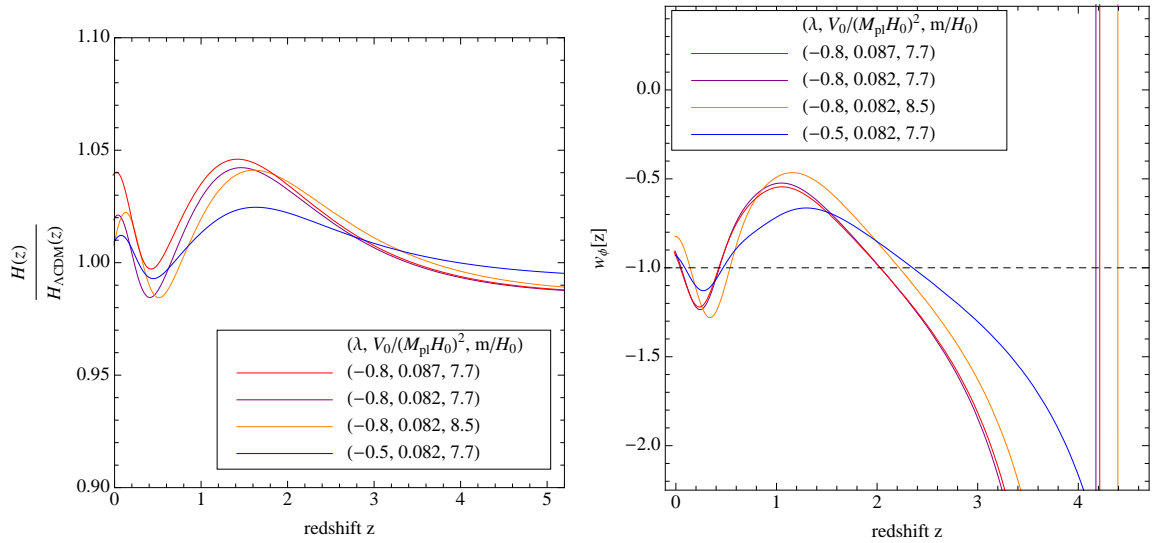 1.10
1.05
1.00
0.95
0.90
H(z)
H_ΛCDM(z)
(λ, V₀/(M_pl H₀)², m/H₀)
(−0.8, 0.087, 7.7)
(−0.8, 0.082, 7.7)
(−0.8, 0.082, 8.5)
(−0.5, 0.082, 7.7)
0 1 2 3 4 5
redshift z
(λ, V₀/(M_pl H₀)², m/H₀)
(−0.8, 0.087, 7.7)
(−0.8, 0.082, 7.7)
(−0.8, 0.082, 8.5)
(−0.5, 0.082, 7.7)
0.0
−0.5
−1.0
−1.5
−2.0
w_ϕ[z]
0 1 2 3 4
redshift z